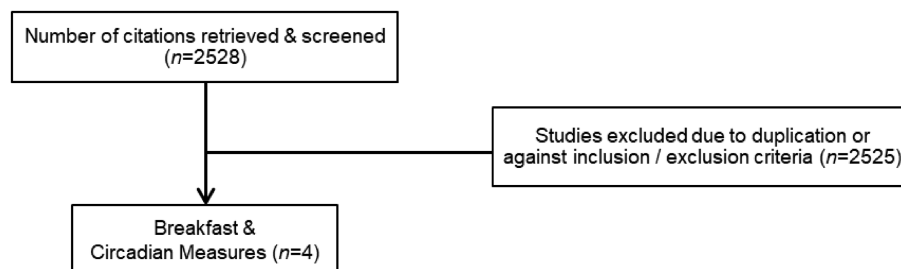 Number of citations retrieved & screened
(n=2528)
Studies excluded due to duplication or
against inclusion / exclusion criteria (n=2525)
Breakfast &
Circadian Measures (n=4)